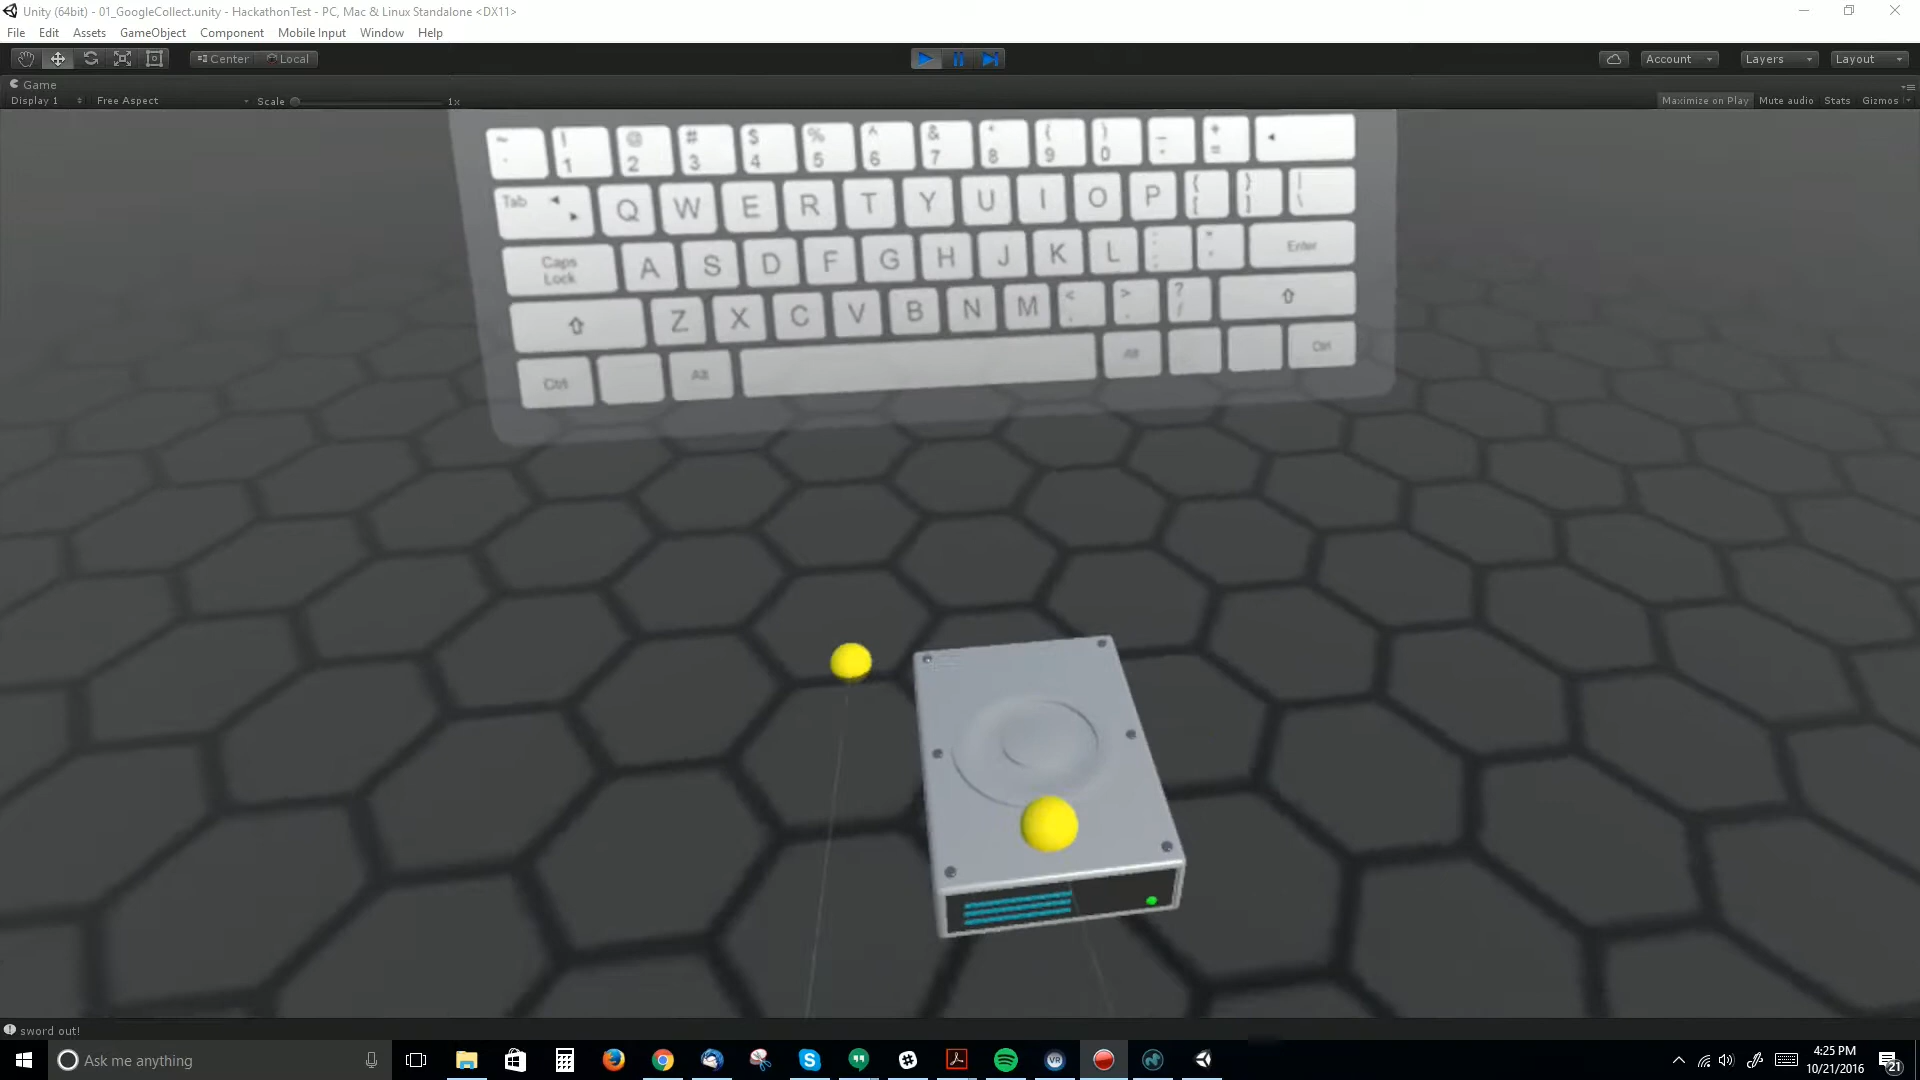 Unity (64bit) - 01_GoogleCollect.unity - HackathonTest - PC, Mac & Linux Standalone <DX11>
File Edit Assets GameObject Component Mobile Input Window Help
Center Local Account Layers Layout
Game
Display 1 Free Aspect Scale 1x Maximize on Play Mute audio Stats Gizmos
~ ! @ # $ % ^ & * ( ) _ +
1 2 3 4 5 6 7 8 9 0 - =
Tab Q W E R T Y U I O P { [ } ] | \
Caps Lock A S D F G H J K L : ; " ' Enter
Z X C V B N M < , > . ? /
Ctrl Alt Alt Ctrl
sword out!
Ask me anything
4:25 PM
10/21/2016
21